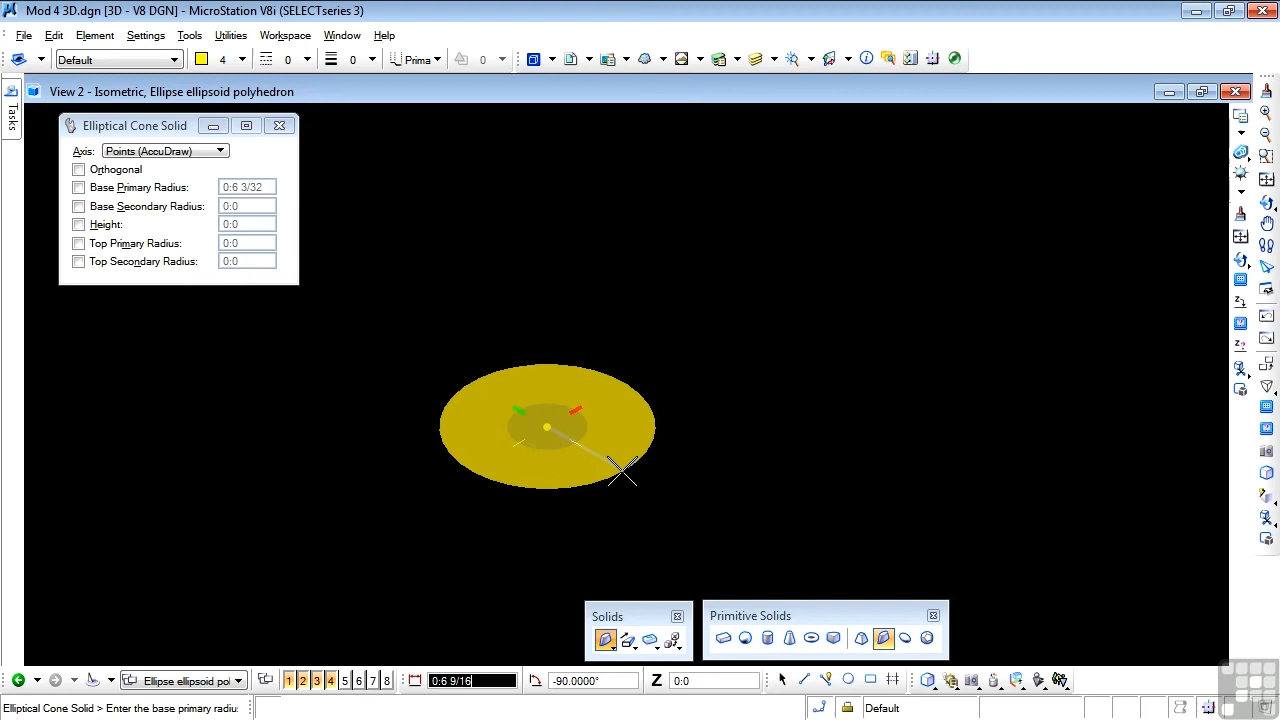 Mod 4 3D.dgn [3D - V8 DGN] - MicroStation V8i (SELECTseries 3)
File Edit Element Settings Tools Utilities Workspace Window Help
Default 4 0 0 Prima 0
View 2 - Isometric, Ellipse ellipsoid polyhedron
Tasks
Elliptical Cone Solid
Axis: Points (AccuDraw)
Orthogonal
Base Primary Radius: 0:6 3/32
Base Secondary Radius: 0:0
Height: 0:0
Top Primary Radius: 0:0
Top Secondary Radius: 0:0
Solids
Primitive Solids
Ellipse ellipsoid pol 1 2 3 4 5 6 7 8 0:6 9/16 -90.0000° Z 0:0
Elliptical Cone Solid > Enter the base primary radiu Default